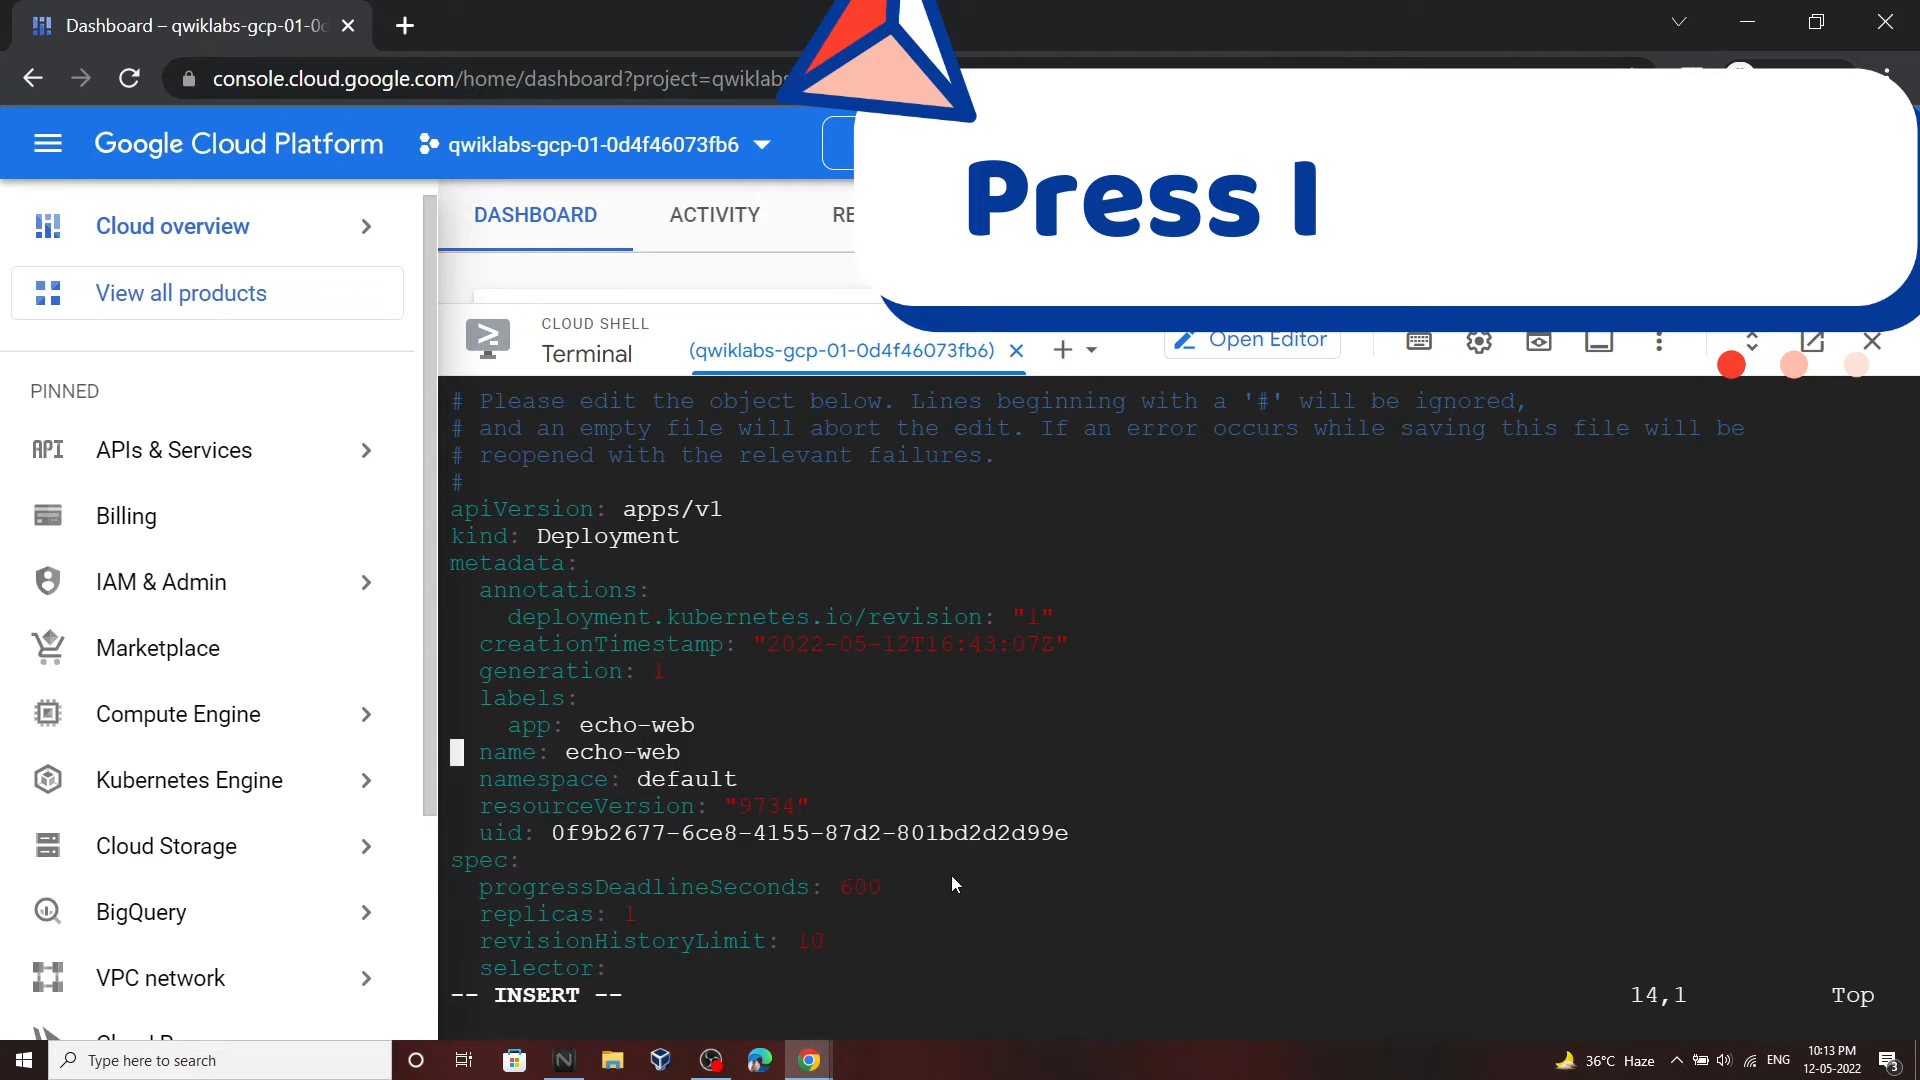 Dashboard – qwiklabs-gcp-01-0d
console.cloud.google.com/home/dashboard?project=qwiklabs
Google Cloud Platform
qwiklabs-gcp-01-0d4f46073fb6
Press I
Cloud overview
View all products
PINNED
APIs & Services
Billing
IAM & Admin
Marketplace
Compute Engine
Kubernetes Engine
Cloud Storage
BigQuery
VPC network
DASHBOARD
ACTIVITY
RE
CLOUD SHELL
Terminal
(qwiklabs-gcp-01-0d4f46073fb6)
Open Editor
# Please edit the object below. Lines beginning with a '#' will be ignored,
# and an empty file will abort the edit. If an error occurs while saving this file will be
# reopened with the relevant failures.
#
apiVersion: apps/v1
kind: Deployment
metadata:
  annotations:
    deployment.kubernetes.io/revision: "1"
  creationTimestamp: "2022-05-12T16:43:07Z"
  generation: 1
  labels:
    app: echo-web
  name: echo-web
  namespace: default
  resourceVersion: "9734"
  uid: 0f9b2677-6ce8-4155-87d2-801bd2d2d99e
spec:
  progressDeadlineSeconds: 600
  replicas: 1
  revisionHistoryLimit: 10
  selector:
-- INSERT --
14,1
Top
Type here to search
36°C Haze
ENG
10:13 PM
12-05-2022
3